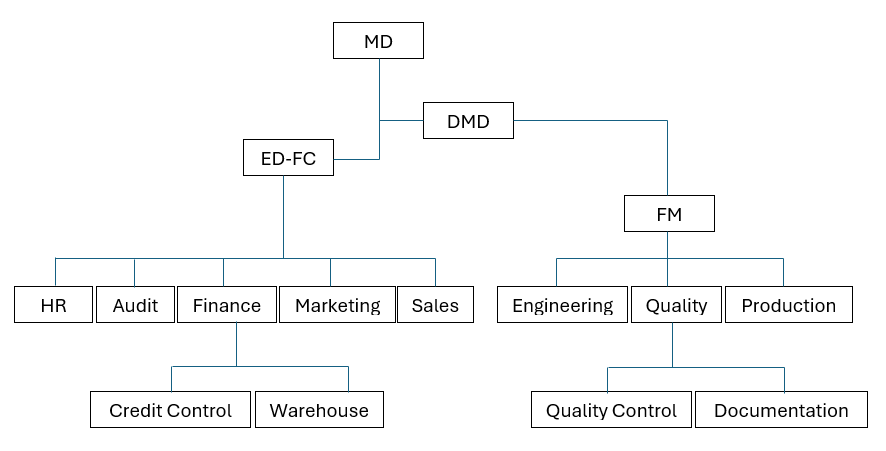 MD
DMD
ED-FC
FM
HR
Audit
Finance
Marketing
Sales
Engineering
Quality
Production
Credit Control
Warehouse
Quality Control
Documentation